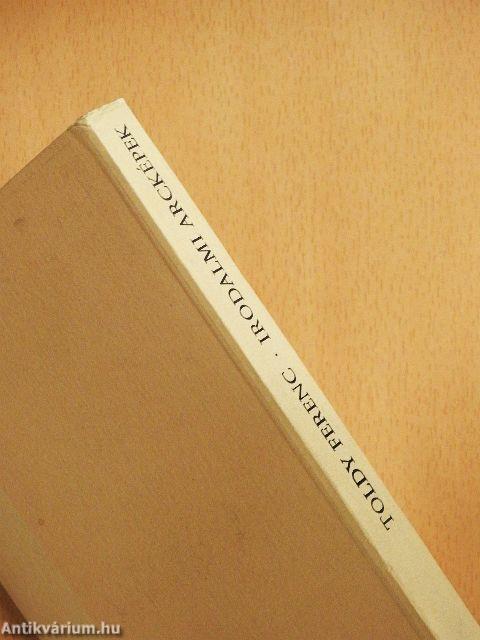 TOLDY FERENC · IRODALMI ARCKÉPEK
Antikvárium.hu